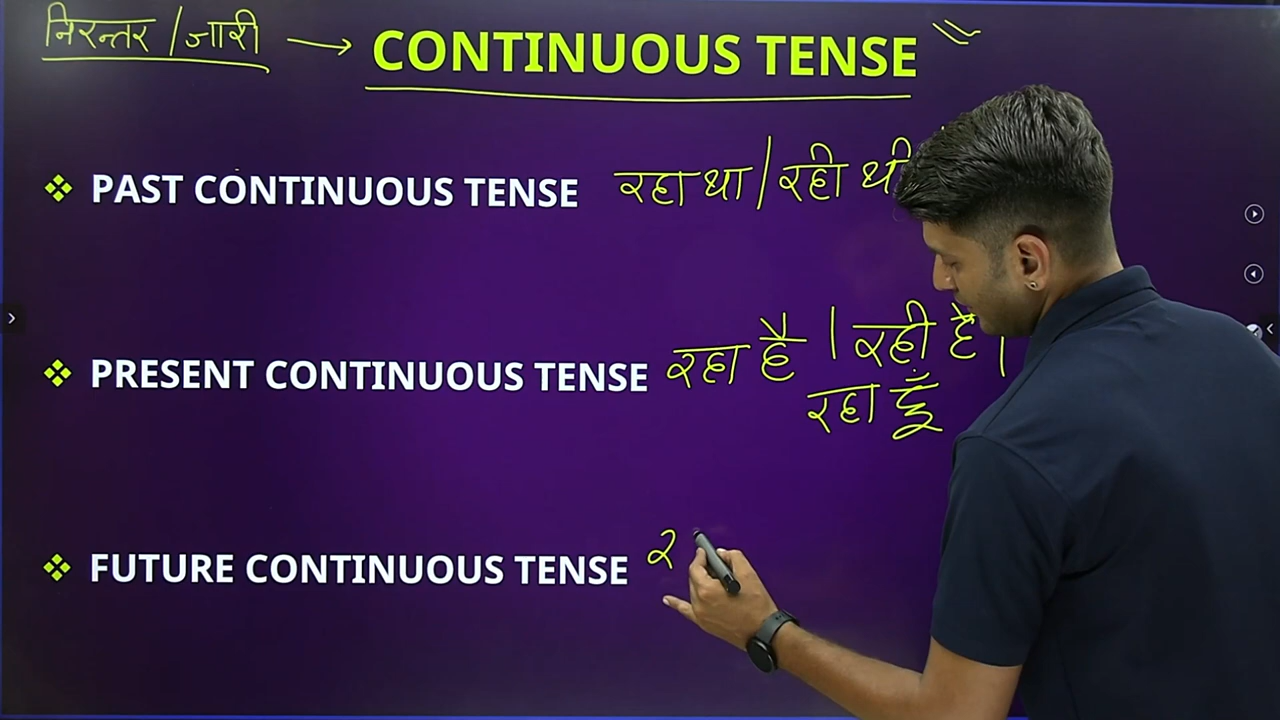 निरन्तर / जारी → CONTINUOUS TENSE
❖ PAST CONTINUOUS TENSE रहा था / रही थी
❖ PRESENT CONTINUOUS TENSE रहा है / रही है /
रहा हूँ
❖ FUTURE CONTINUOUS TENSE र